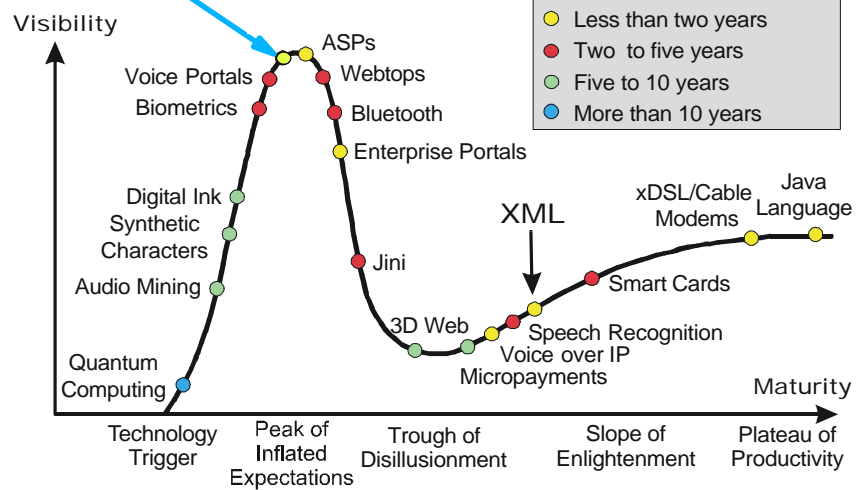 Visibility
Less than two years
Two to five years
Five to 10 years
More than 10 years
ASPs
Voice Portals
Webtops
Biometrics
Bluetooth
Enterprise Portals
Digital Ink
Synthetic
Characters
Audio Mining
Jini
XML
xDSL/Cable
Modems
Java
Language
Smart Cards
3D Web
Speech Recognition
Voice over IP
Micropayments
Quantum
Computing
Maturity
Technology
Trigger
Peak of
Inflated
Expectations
Trough of
Disillusionment
Slope of
Enlightenment
Plateau of
Productivity